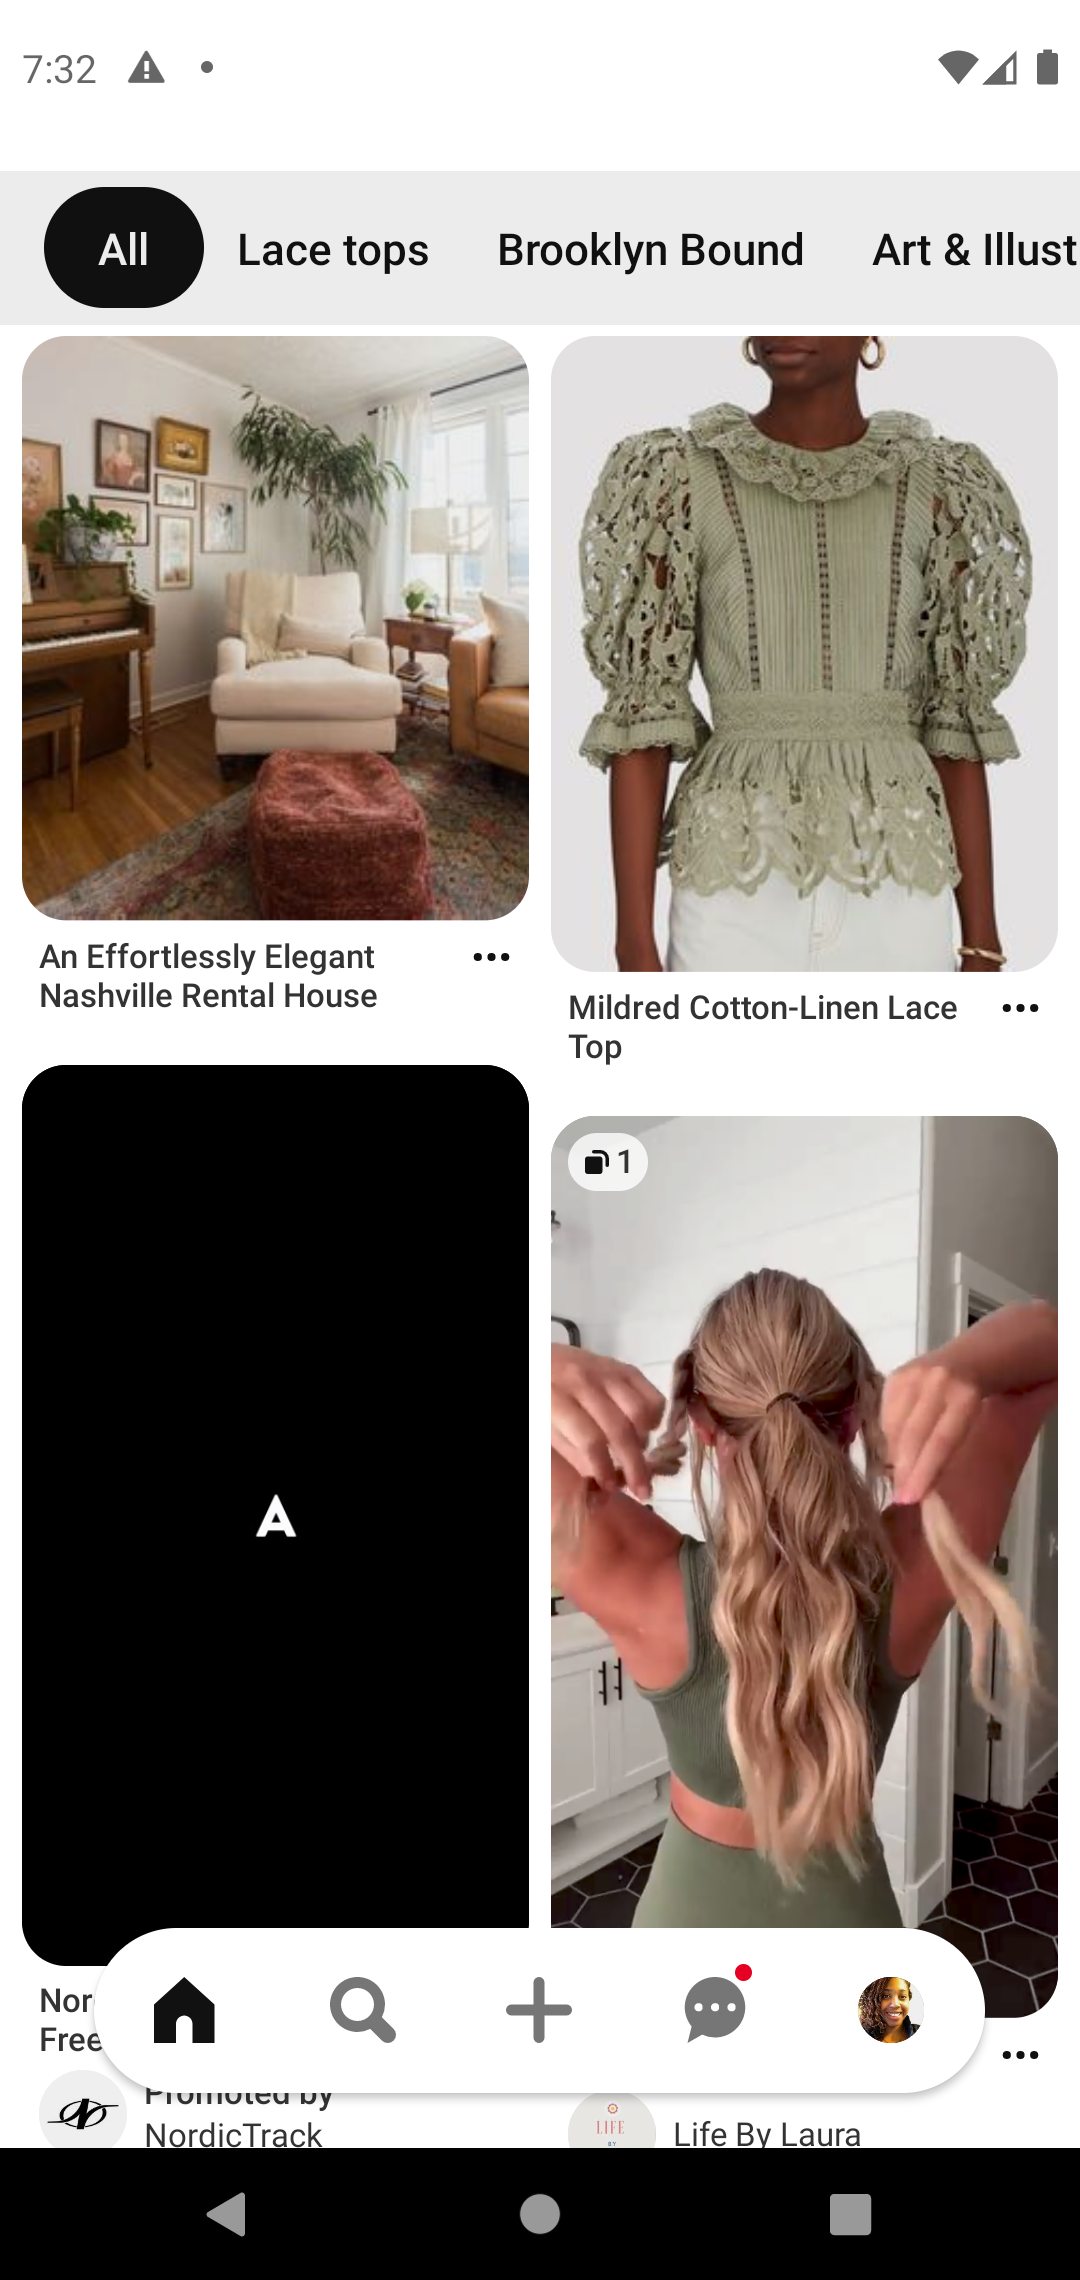 7:32
All
Lace tops
Brooklyn Bound
Art & Illust
An Effortlessly Elegant
Nashville Rental House
Mildred Cotton-Linen Lace
Top
1
A
Nor
Free
Promoted by
NordicTrack
LIFE
BY
Life By Laura